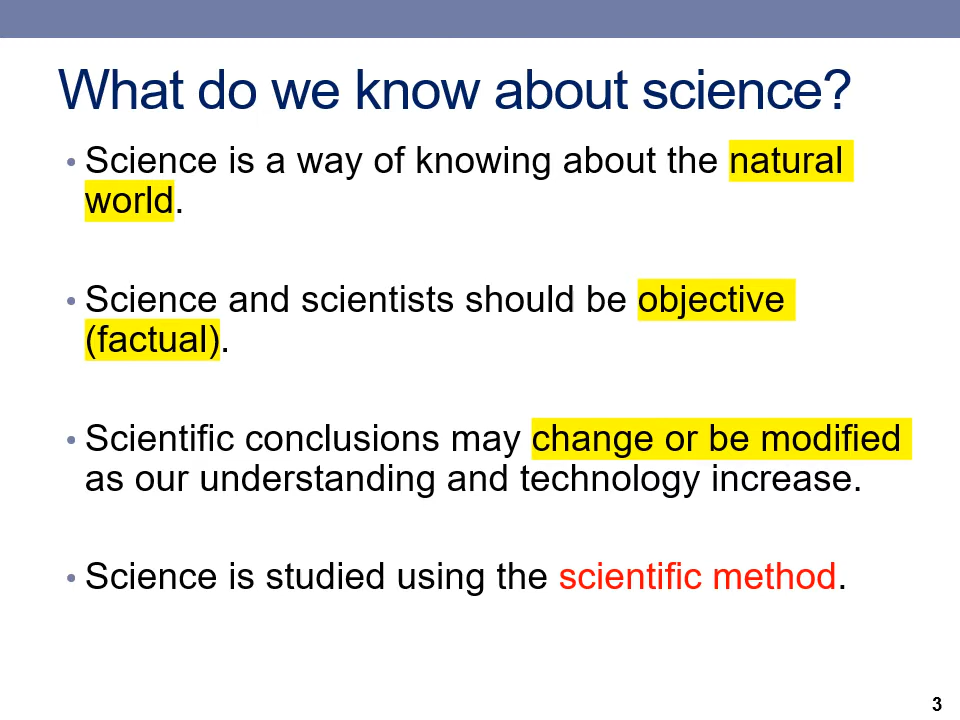 What do we know about science?
• Science is a way of knowing about the natural
world.
• Science and scientists should be objective
(factual).
• Scientific conclusions may change or be modified
as our understanding and technology increase.
• Science is studied using the scientific method.
3